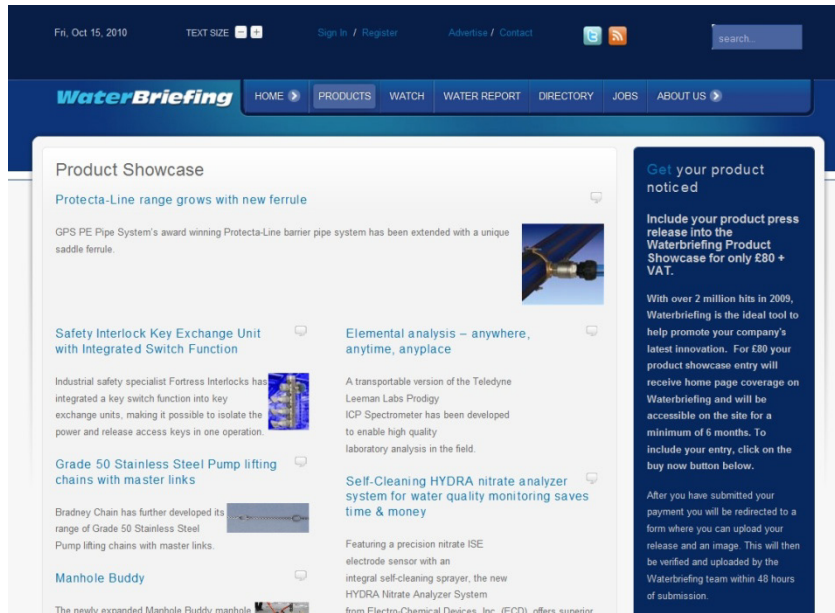 Fri, Oct 15, 2010
TEXT SIZE − +
Sign In / Register
Advertise / Contact
search...
WaterBriefing
HOME
PRODUCTS
WATCH
WATER REPORT
DIRECTORY
JOBS
ABOUT US
Product Showcase
Protecta-Line range grows with new ferrule
GPS PE Pipe System's award winning Protecta-Line barrier pipe system has been extended with a unique
saddle ferrule.
Safety Interlock Key Exchange Unit
with Integrated Switch Function
Industrial safety specialist Fortress Interlocks has
integrated a key switch function into key
exchange units, making it possible to isolate the
power and release access keys in one operation.
Grade 50 Stainless Steel Pump lifting
chains with master links
Bradney Chain has further developed its
range of Grade 50 Stainless Steel
Pump lifting chains with master links.
Manhole Buddy
The newly expanded Manhole Buddy manhole
Elemental analysis – anywhere,
anytime, anyplace
A transportable version of the Teledyne
Leeman Labs Prodigy
ICP Spectrometer has been developed
to enable high quality
laboratory analysis in the field.
Self-Cleaning HYDRA nitrate analyzer
system for water quality monitoring saves
time & money
Featuring a precision nitrate ISE
electrode sensor with an
integral self-cleaning sprayer, the new
HYDRA Nitrate Analyzer System
from Electro-Chemical Devices, Inc. (ECD), offers superior
Get your product
noticed
Include your product press
release into the
Waterbriefing Product
Showcase for only £80 +
VAT.
With over 2 million hits in 2009,
Waterbriefing is the ideal tool to
help promote your company's
latest innovation. For £80 your
product showcase entry will
receive home page coverage on
Waterbriefing and will be
accessible on the site for a
minimum of 6 months. To
include your entry, click on the
buy now button below.
After you have submitted your
payment you will be redirected to a
form where you can upload your
release and an image. This will then
be verified and uploaded by the
Waterbriefing team within 48 hours
of submission.